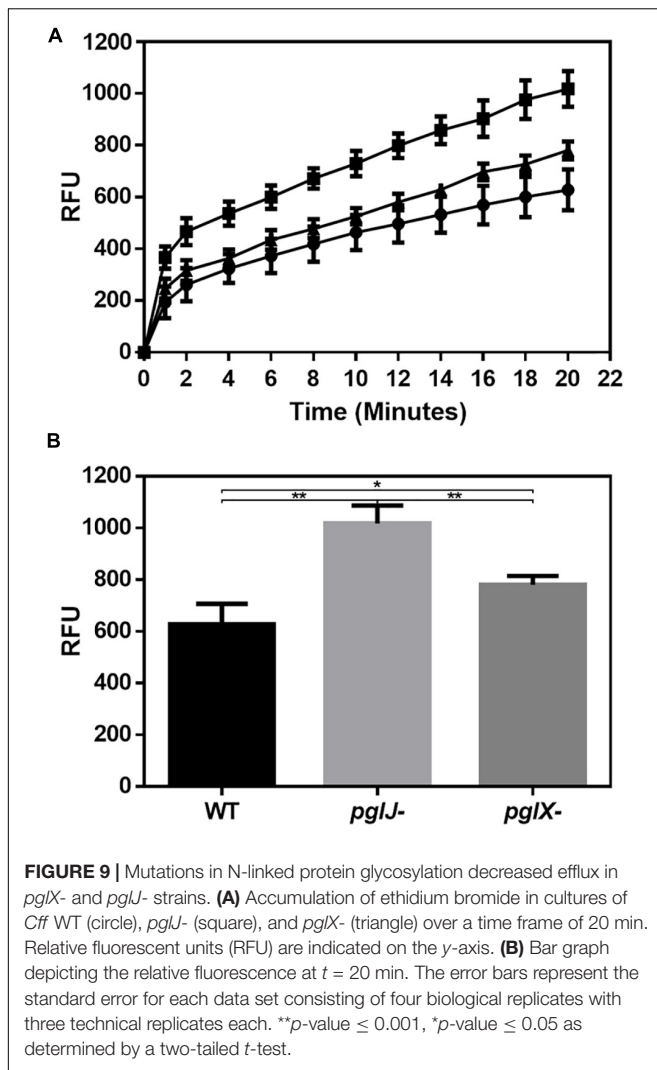 A
1200
1000
800
600
400
200
0
RFU
0 2 4 6 8 10 12 14 16 18 20 22
Time (Minutes)
B
1200
1000
800
600
400
200
0
RFU
*
** **
WT pglJ- pglX-
FIGURE 9 | Mutations in N-linked protein glycosylation decreased efflux in
pglX- and pglJ- strains. (A) Accumulation of ethidium bromide in cultures of
Cff WT (circle), pglJ- (square), and pglX- (triangle) over a time frame of 20 min.
Relative fluorescent units (RFU) are indicated on the y-axis. (B) Bar graph
depicting the relative fluorescence at t = 20 min. The error bars represent the
standard error for each data set consisting of four biological replicates with
three technical replicates each. **p-value ≤ 0.001, *p-value ≤ 0.05 as
determined by a two-tailed t-test.